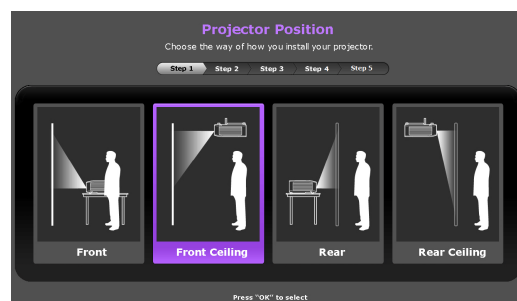 Projector Position
Choose the way of how you install your projector.
Step 1 Step 2 Step 3 Step 4 Step 5
Front Front Ceiling Rear Rear Ceiling
Press "OK" to select